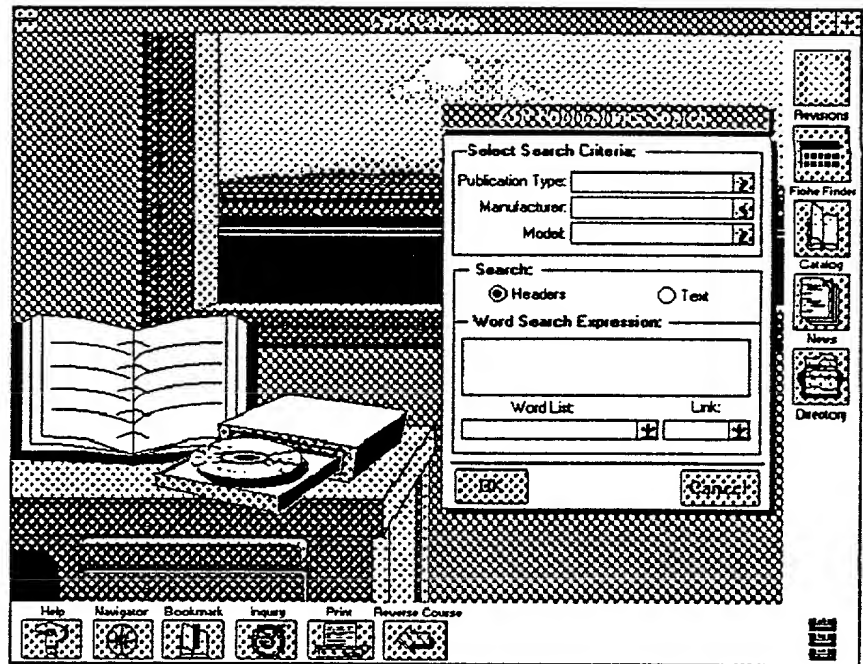 Revisions
Select Search Criteria:
Publication Type:
Manufacturer:
Model:
Fiche Finder
Catalog
Search:
Headers
Text
News
Word Search Expression:
Directory
Word List:
Link:
OK
Cancel
Help
Navigator
Bookmark
Inquiry
Print
Reverse Course